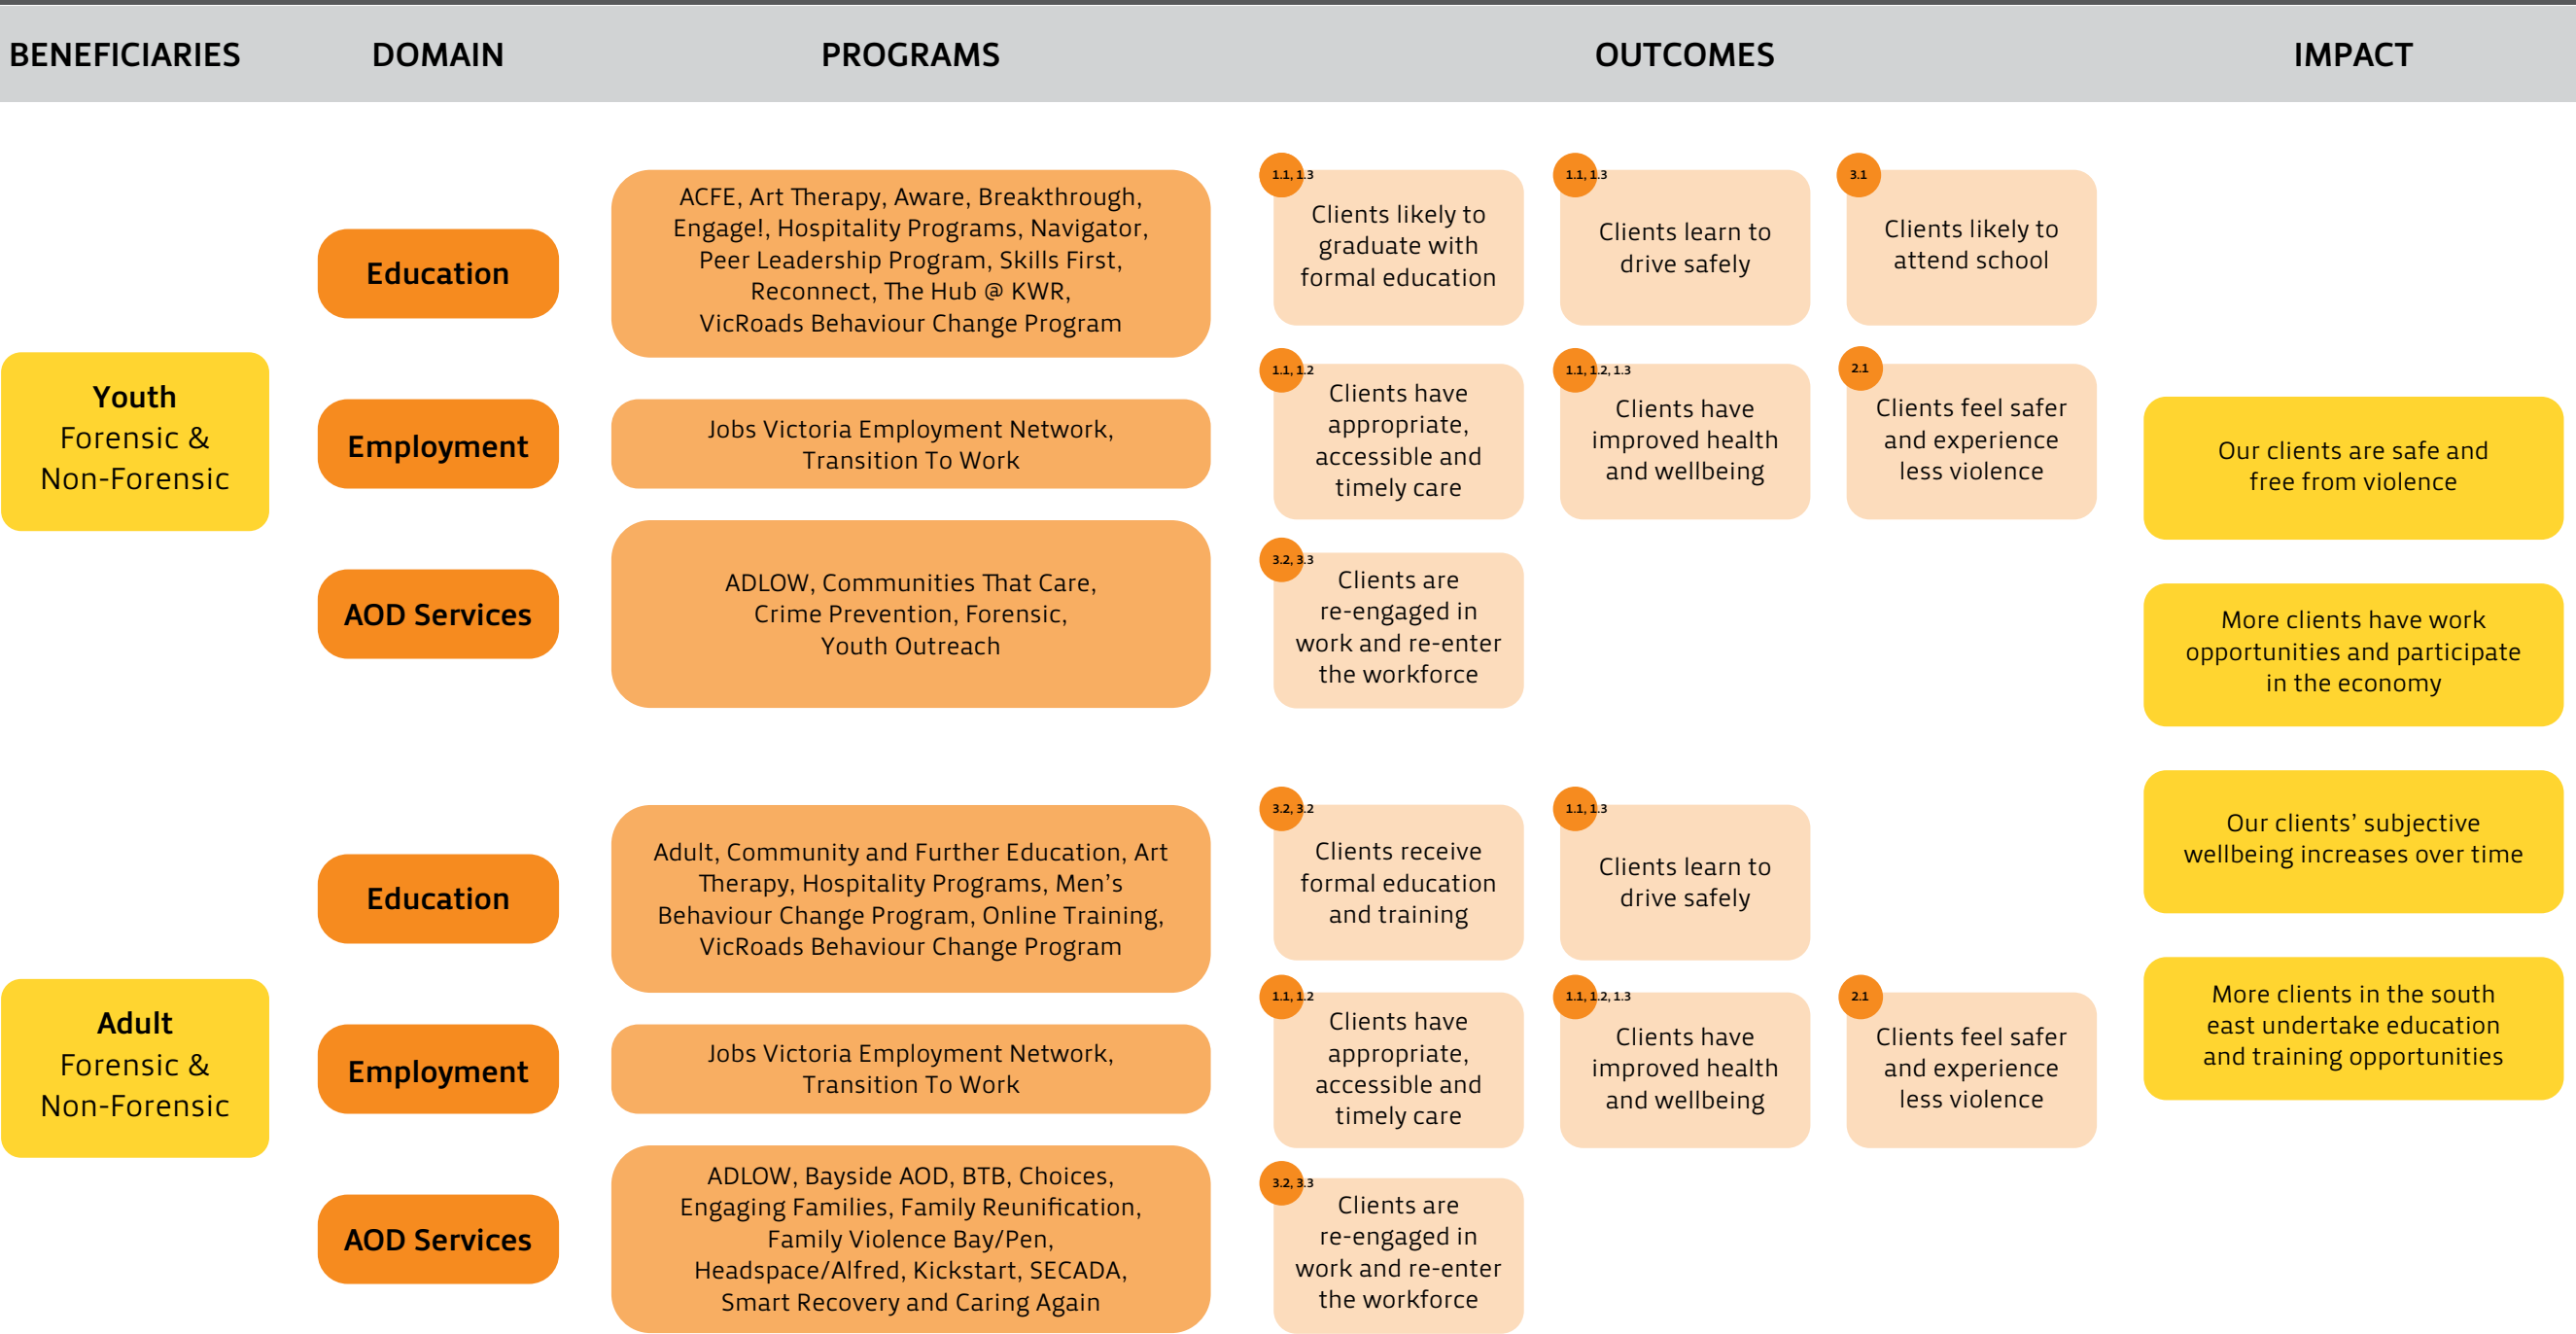 BENEFICIARIES
DOMAIN
PROGRAMS
OUTCOMES
IMPACT
Youth
Forensic &
Non-Forensic
Education
ACFE, Art Therapy, Aware, Breakthrough,
Engage!, Hospitality Programs, Navigator,
Peer Leadership Program, Skills First,
Reconnect, The Hub @ KWR,
VicRoads Behaviour Change Program
1.1, 1.3
Clients likely to
graduate with
formal education
1.1, 1.3
Clients learn to
drive safely
3.1
Clients likely to
attend school
Employment
Jobs Victoria Employment Network,
Transition To Work
1.1, 1.2
Clients have
appropriate,
accessible and
timely care
1.1, 1.2, 1.3
Clients have
improved health
and wellbeing
2.1
Clients feel safer
and experience
less violence
AOD Services
ADLOW, Communities That Care,
Crime Prevention, Forensic,
Youth Outreach
3.2, 3.3
Clients are
re-engaged in
work and re-enter
the workforce
Adult
Forensic &
Non-Forensic
Education
Adult, Community and Further Education, Art
Therapy, Hospitality Programs, Men's
Behaviour Change Program, Online Training,
VicRoads Behaviour Change Program
3.2, 3.2
Clients receive
formal education
and training
1.1, 1.3
Clients learn to
drive safely
Employment
Jobs Victoria Employment Network,
Transition To Work
1.1, 1.2
Clients have
appropriate,
accessible and
timely care
1.1, 1.2, 1.3
Clients have
improved health
and wellbeing
2.1
Clients feel safer
and experience
less violence
AOD Services
ADLOW, Bayside AOD, BTB, Choices,
Engaging Families, Family Reunification,
Family Violence Bay/Pen,
Headspace/Alfred, Kickstart, SECADA,
Smart Recovery and Caring Again
3.2, 3.3
Clients are
re-engaged in
work and re-enter
the workforce
Our clients are safe and
free from violence
More clients have work
opportunities and participate
in the economy
Our clients' subjective
wellbeing increases over time
More clients in the south
east undertake education
and training opportunities